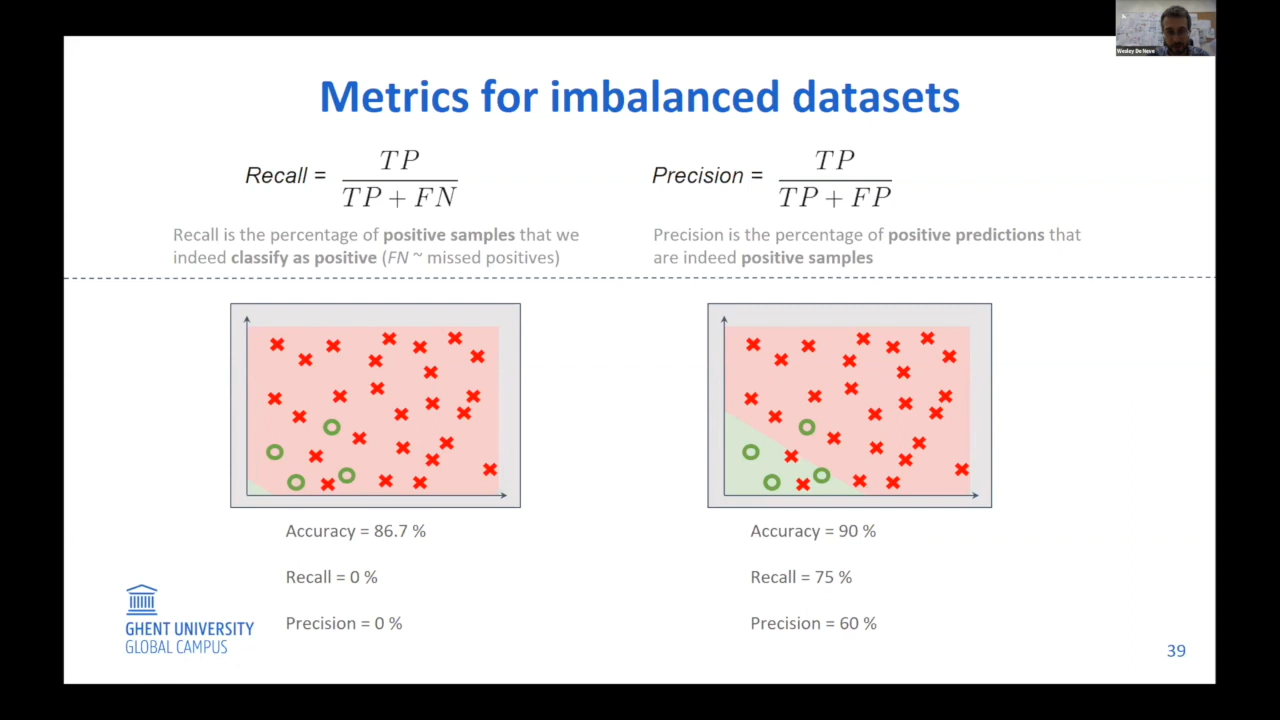 Wesley De Neve
Metrics for imbalanced datasets
Recall = TP / TP + FN
Precision = TP / TP + FP
Recall is the percentage of positive samples that we
indeed classify as positive (FN ~ missed positives)
Precision is the percentage of positive predictions that
are indeed positive samples
Accuracy = 86.7 %
Recall = 0 %
Precision = 0 %
Accuracy = 90 %
Recall = 75 %
Precision = 60 %
GHENT UNIVERSITY
GLOBAL CAMPUS
39